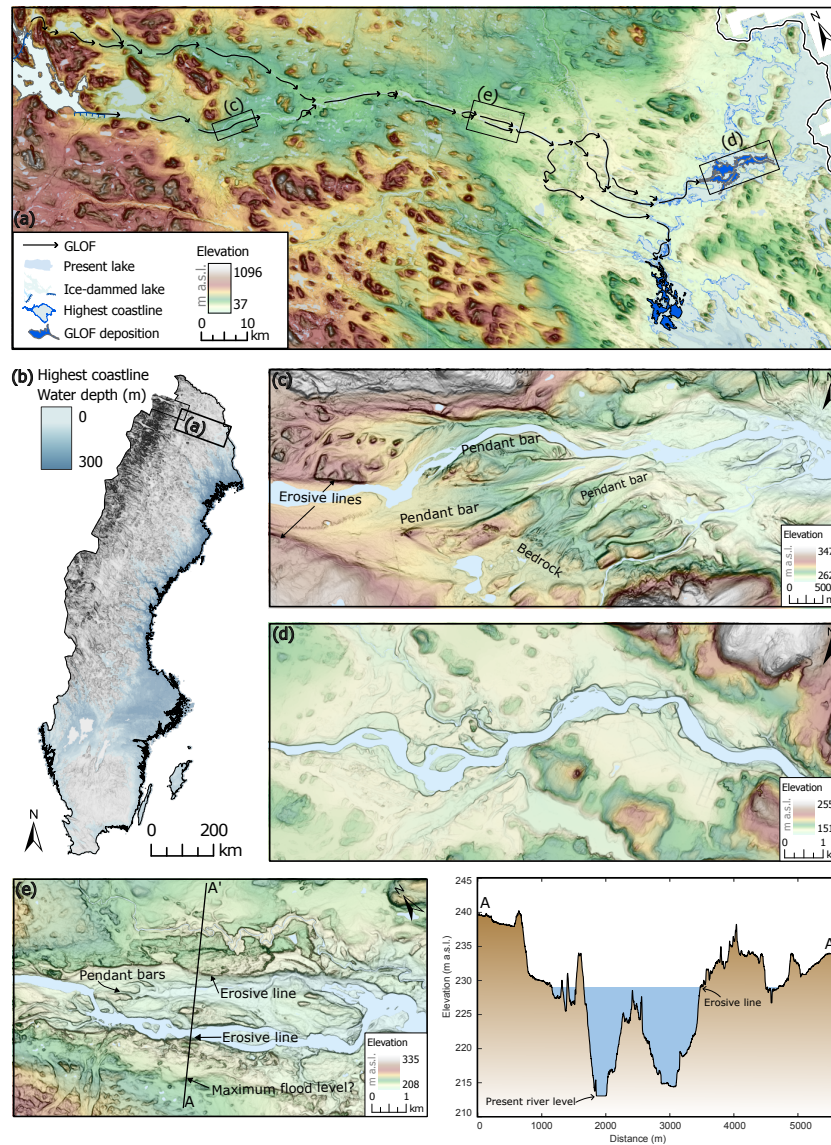 (c)
(e)
(d)
N
(a)
GLOF
Present lake
Ice-dammed lake
Highest coastline
GLOF deposition
Elevation
m a.s.l.
1096
37
0 10
km
(b) Highest coastline
Water depth (m)
0
300
(a)
N
0 200
km
(c)
Pendant bar
Pendant bar
Erosive lines
Pendant bar
Bedrock
Elevation
m a.s.l.
347
262
0 500
m
(d)
Elevation
m a.s.l.
255
151
0 1
k
(e)
A'
N
Pendant bars
Erosive line
Erosive line
Maximum flood level?
A
Elevation
m a.s.l.
335
208
0 1
km
245
240
235
230
225
220
215
210
Elevation (m a.s.l.)
A
A
Erosive line
Present river level
0 1000 2000 3000 4000 5000
Distance (m)